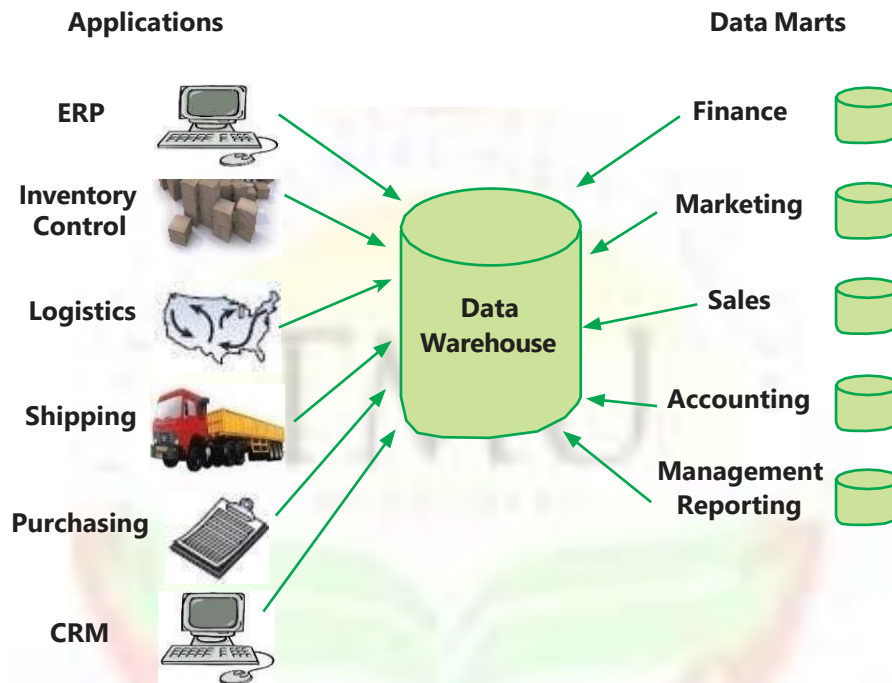 Applications
Data Marts
ERP
Inventory
Control
Logistics
Shipping
Purchasing
CRM
Data
Warehouse
Finance
Marketing
Sales
Accounting
Management
Reporting